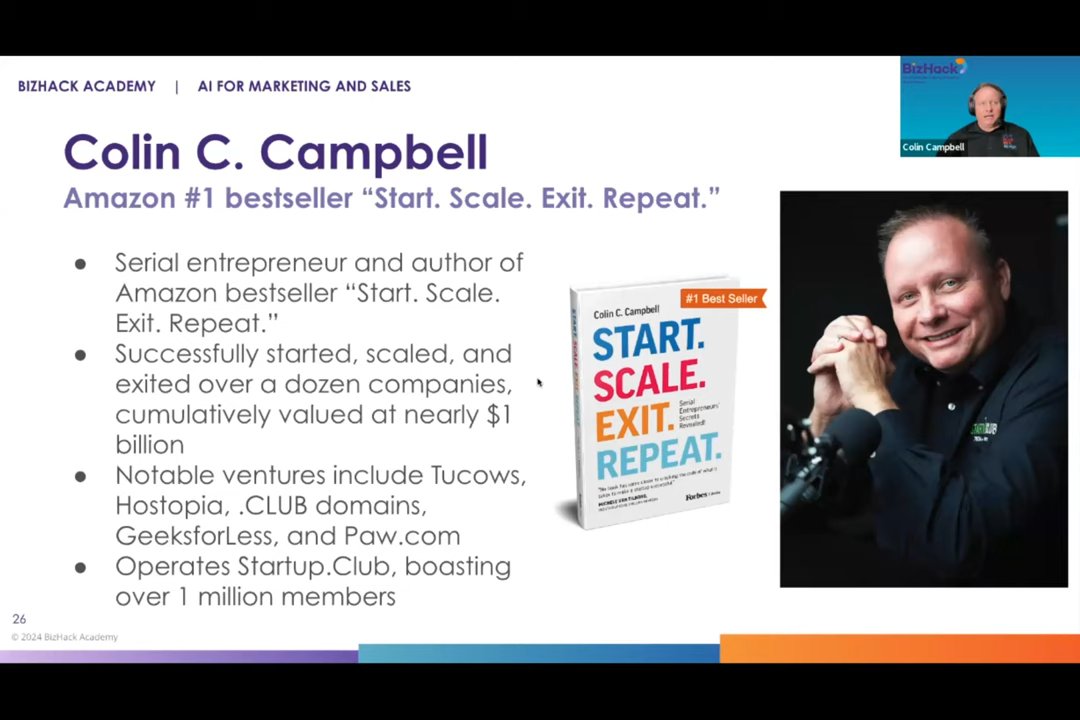 BIZHACK ACADEMY | AI FOR MARKETING AND SALES
BizHack
Colin Campbell
Colin C. Campbell
Amazon #1 bestseller “Start. Scale. Exit. Repeat.”
● Serial entrepreneur and author of
Amazon bestseller “Start. Scale.
Exit. Repeat.”
● Successfully started, scaled, and
exited over a dozen companies,
cumulatively valued at nearly $1
billion
● Notable ventures include Tucows,
Hostopia, .CLUB domains,
GeeksforLess, and Paw.com
● Operates Startup.Club, boasting
over 1 million members
#1 Best Seller
Colin C. Campbell
START.
SCALE.
EXIT.
Serial
Entrepreneurs'
Secrets
Revealed!
REPEAT.
Forbes
26
© 2024 BizHack Academy